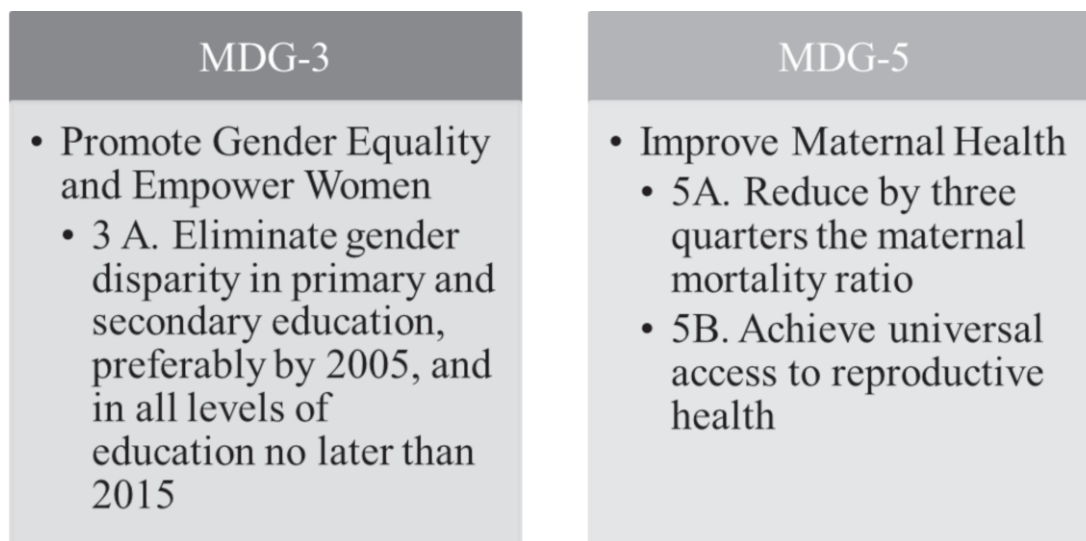 MDG-3
• Promote Gender Equality
and Empower Women
• 3 A. Eliminate gender
disparity in primary and
secondary education,
preferably by 2005, and
in all levels of
education no later than
2015
MDG-5
• Improve Maternal Health
• 5A. Reduce by three
quarters the maternal
mortality ratio
• 5B. Achieve universal
access to reproductive
health